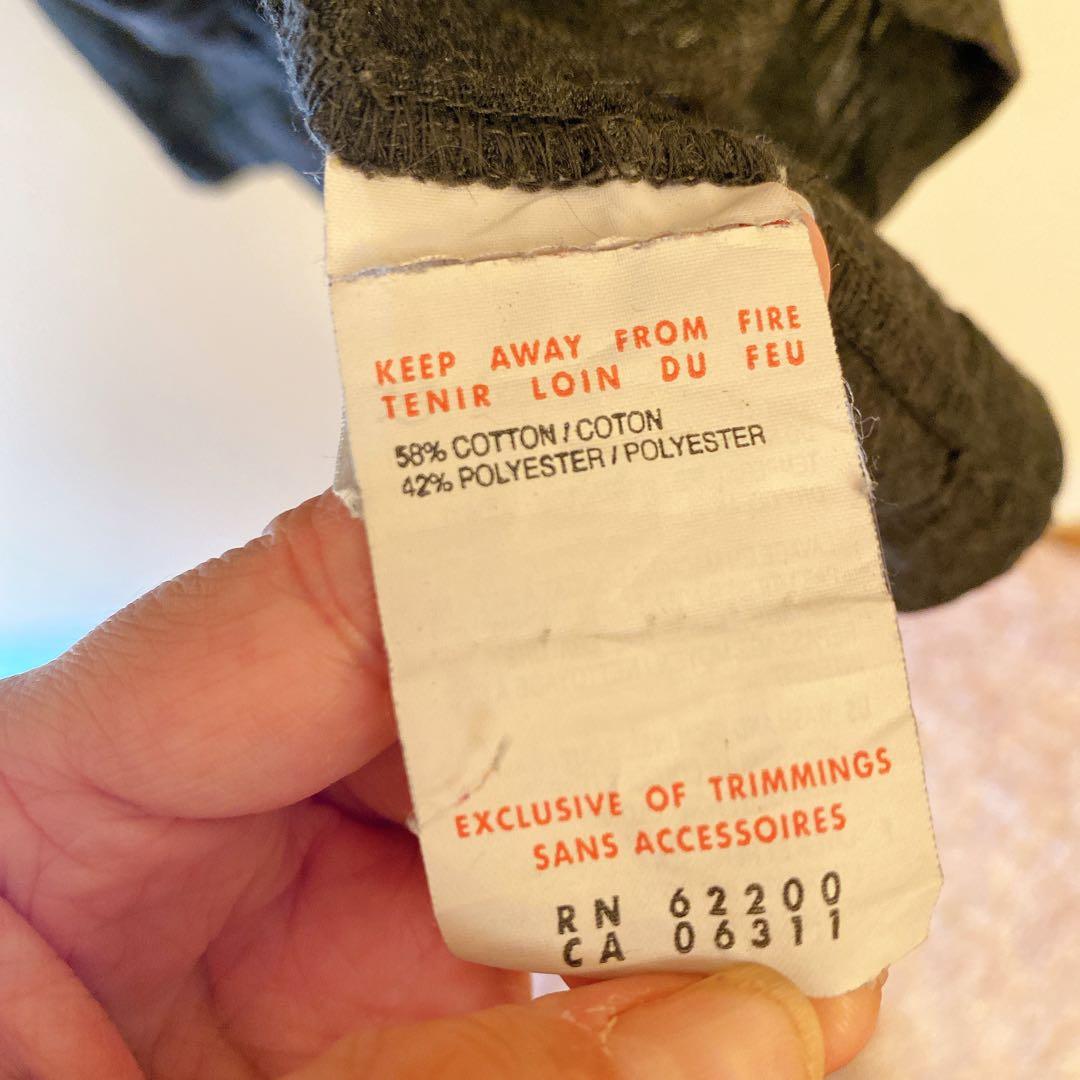 KEEP AWAY FROM FIRE
TENIR LOIN DU FEU
58% COTTON / COTON
42% POLYESTER / POLYESTER
EXCLUSIVE OF TRIMMINGS
SANS ACCESSOIRES
RN 62200
CA 06311